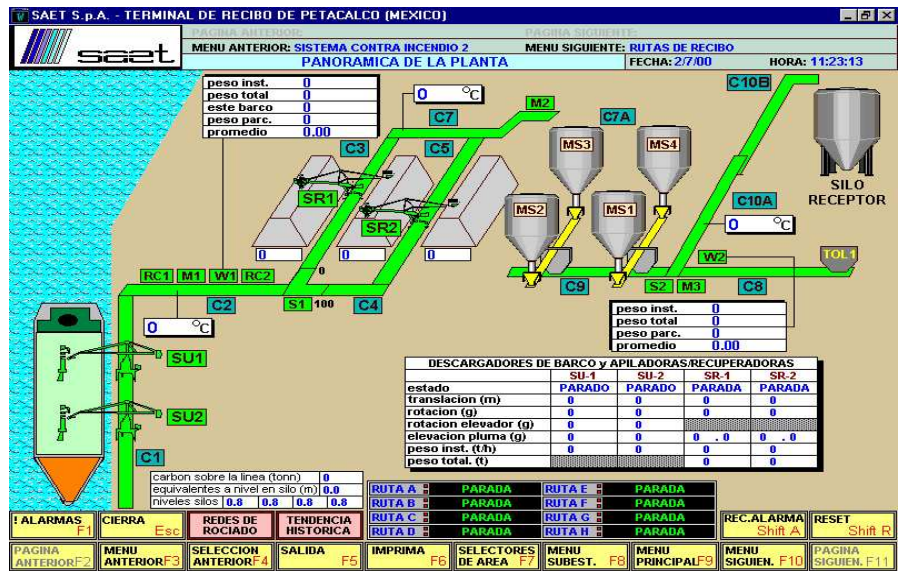 SAET S.p.A. - TERMINAL DE RECIBO DE PETACALCO (MEXICO)
PAGINA ANTERIOR: PAGINA SIGUIENTE:
saet
MENU ANTERIOR: SISTEMA CONTRA INCENDIO 2 MENU SIGUIENTE: RUTAS DE RECIBO
PANORAMICA DE LA PLANTA FECHA: 2/7/00 HORA: 11:23:13
peso inst. 0
peso total 0
este barco 0
peso parc. 0
promedio 0.00
0 °C
C7
M2
C10B
C7A
C3
C5
MS3
MS4
SR1
SR2
MS2
MS1
C10A
SILO
RECEPTOR
0 °C
0
0
0
0
RC1 M1 W1 RC2
W2
TOL1
C2
S1 100
C4
C9
S2 M3
C8
0 °C
peso inst. 0
peso total 0
peso parc. 0
promedio 0.00
SU1
SU2
C1
DESCARGADORES DE BARCO y APILADORAS/RECUPERADORAS
SU-1 SU-2 SR-1 SR-2
estado PARADO PARADO PARADA PARADA
translacion (m) 0 0 0 0
rotacion (g) 0 0 0 0
rotacion elevador (g) 0 0
elevacion pluma (g) 0 0 0 . 0 0 . 0
peso inst. (t/h) 0 0 0 0
peso total. (t) 0 0
carbon sobre la linea (tonn) 0
equivalentes a nivel en silo (m) 0.0
niveles silos 0.8 0.8 0.8 0.8
RUTA A PARADA RUTA E PARADA
RUTA B PARADA RUTA F PARADA
RUTA C PARADA RUTA G PARADA
RUTA D PARADA RUTA H PARADA
! ALARMAS F1
CIERRA Esc
REDES DE ROCIADO
TENDENCIA HISTORICA
REC.ALARMA Shift A
RESET Shift R
PAGINA ANTERIOR F2
MENU ANTERIOR F3
SELECCION ANTERIOR F4
SALIDA F5
IMPRIMA F6
SELECTORES DE AREA F7
MENU SUBEST. F8
MENU PRINCIPAL F9
MENU SIGUIEN. F10
PAGINA SIGUIEN. F11